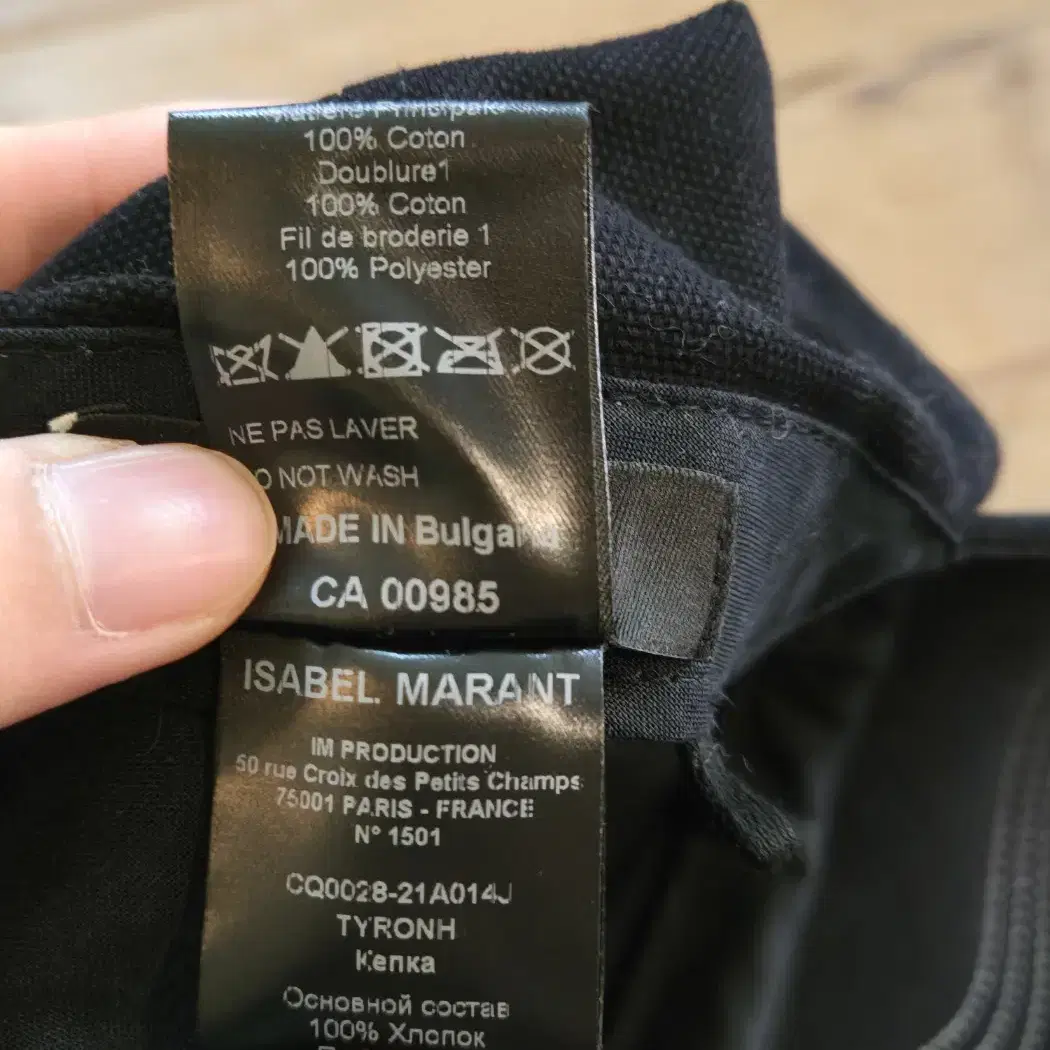 Matière Principale
100% Coton
Doublure1
100% Coton
Fil de broderie 1
100% Polyester
NE PAS LAVER
DO NOT WASH
MADE IN Bulgaria
CA 00985
ISABEL MARANT
IM PRODUCTION
50 rue Croix des Petits Champs
75001 PARIS - FRANCE
N° 1501
CQ0028-21A014J
TYRONH
Кепка
Основной состав
100% Хлопок